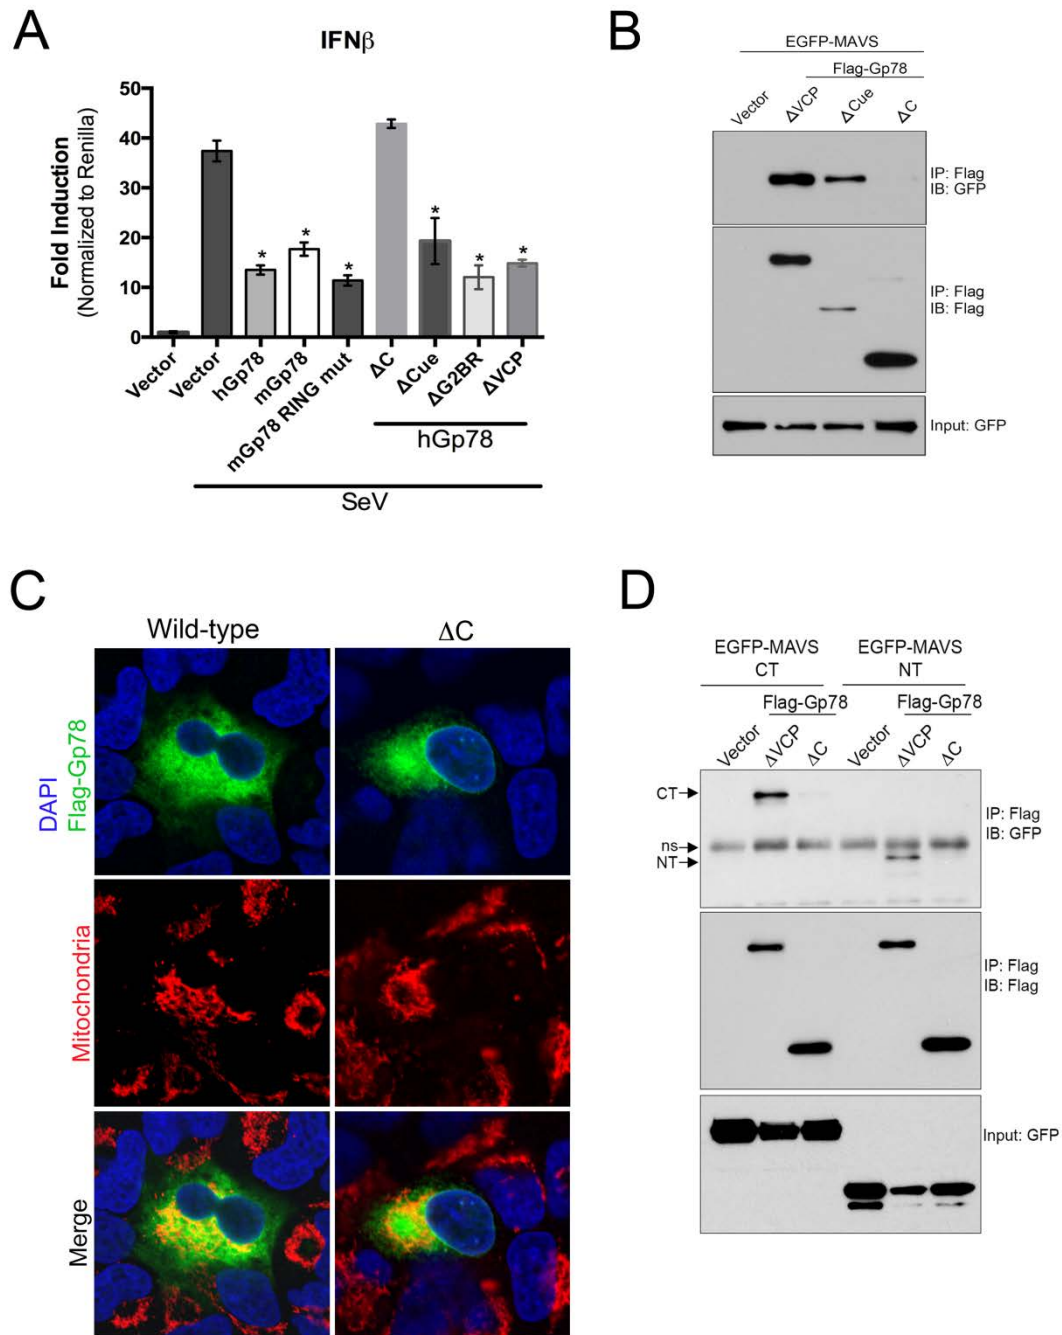 A
IFNβ
Fold Induction
(Normalized to Renilla)
50
40
30
20
10
0
*
*
*
*
*
*
Vector
Vector
hGp78
mGp78
mGp78 RING mut
ΔC
ΔCue
ΔG2BR
ΔVCP
hGp78
SeV
B
EGFP-MAVS
Flag-Gp78
Vector
ΔVCP
ΔCue
ΔC
IP: Flag
IB: GFP
IP: Flag
IB: Flag
Input: GFP
C
Wild-type
ΔC
DAPI
Flag-Gp78
Mitochondria
Merge
D
EGFP-MAVS
CT
EGFP-MAVS
NT
Flag-Gp78
Flag-Gp78
Vector
ΔVCP
ΔC
Vector
ΔVCP
ΔC
CT
ns
NT
IP: Flag
IB: GFP
IP: Flag
IB: Flag
Input: GFP